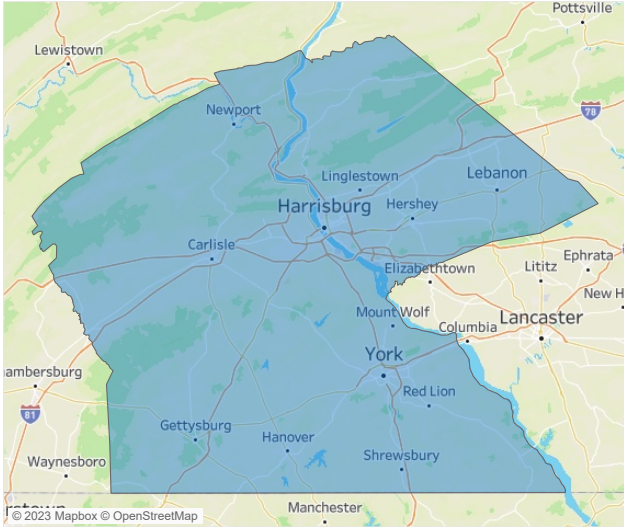 Pottsville
Lewistown
78
Newport
Linglestown
Lebanon
Harrisburg
Hershey
Carlisle
Ephrata
Elizabethtown
Lititz
New H
Mount Wolf
Lancaster
Columbia
York
ambersburg
Red Lion
81
Gettysburg
Hanover
Shrewsbury
Waynesboro
Manchester
© 2023 Mapbox © OpenStreetMap